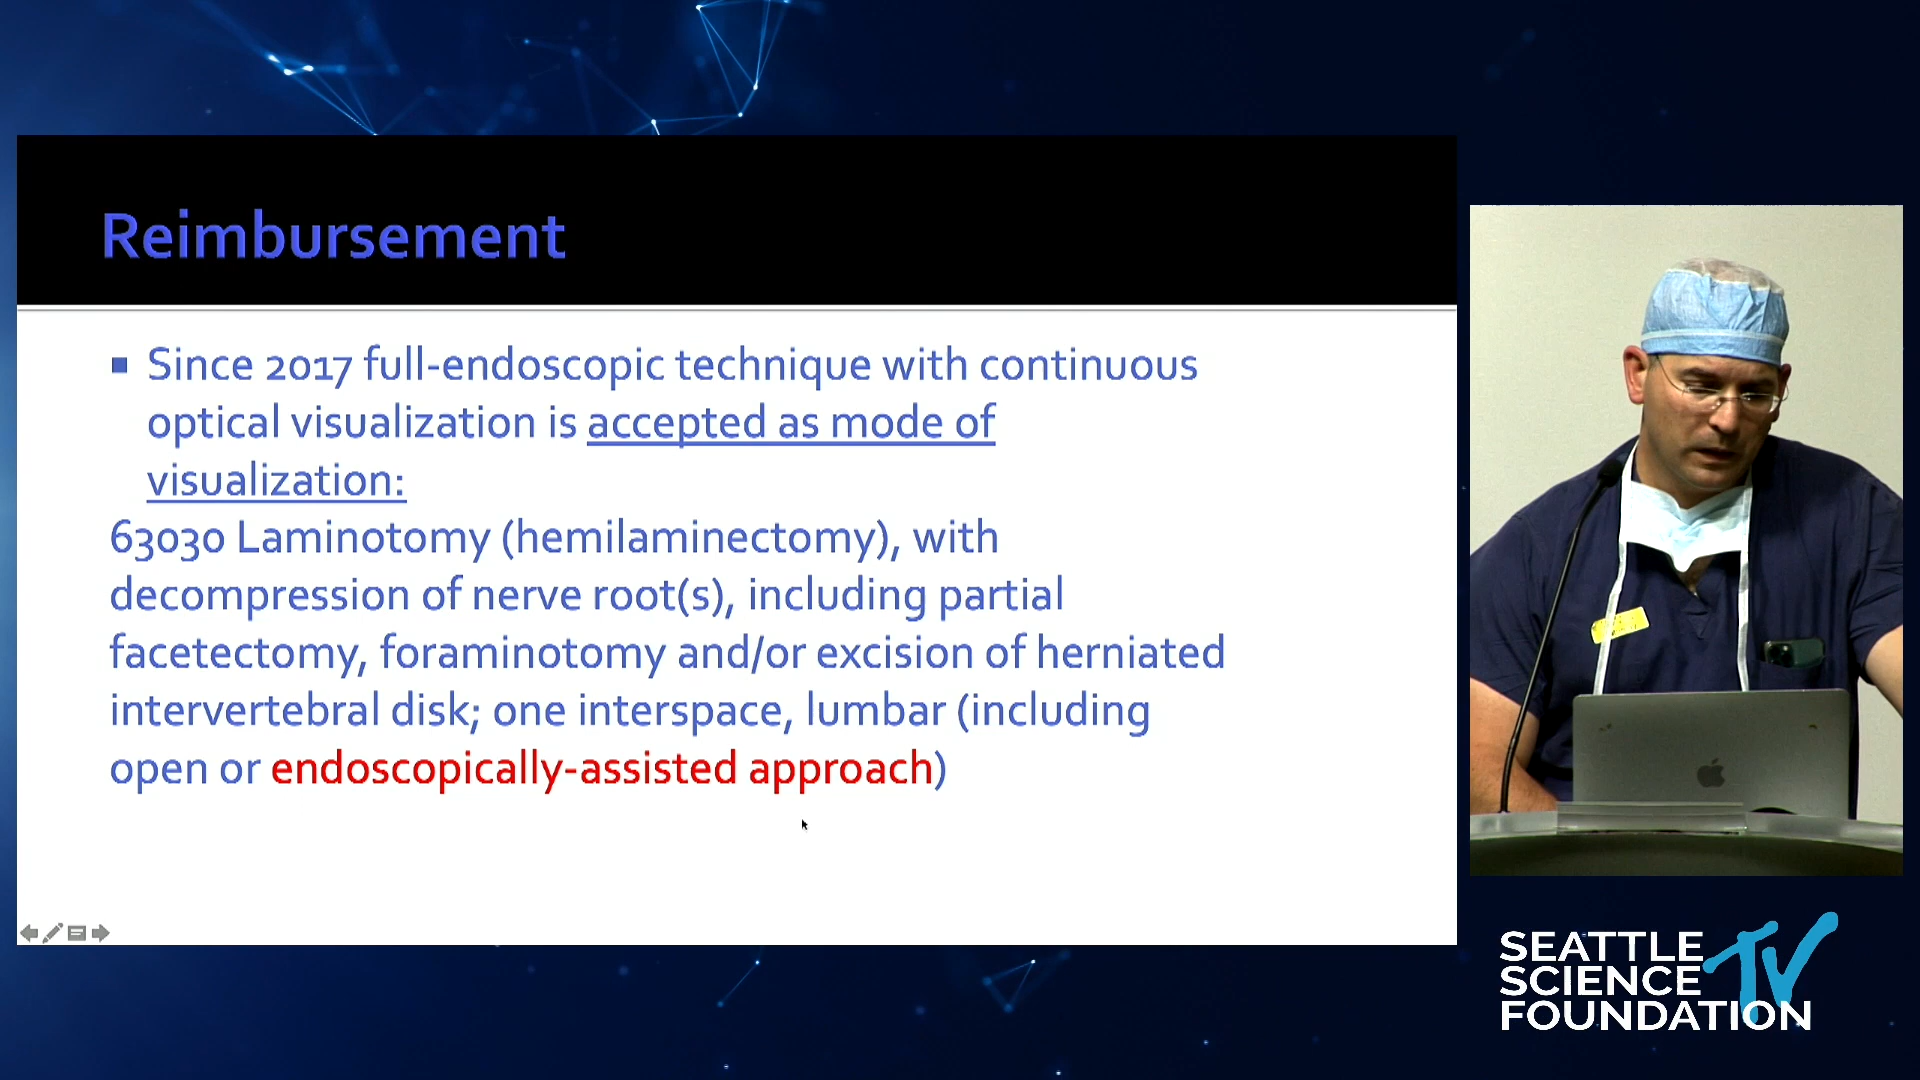 Reimbursement
Since 2017 full-endoscopic technique with continuous
optical visualization is accepted as mode of
visualization:
63030 Laminotomy (hemilaminectomy), with
decompression of nerve root(s), including partial
facetectomy, foraminotomy and/or excision of herniated
intervertebral disk; one interspace, lumbar (including
open or endoscopically-assisted approach)
SEATTLE
SCIENCE TV
FOUNDATION